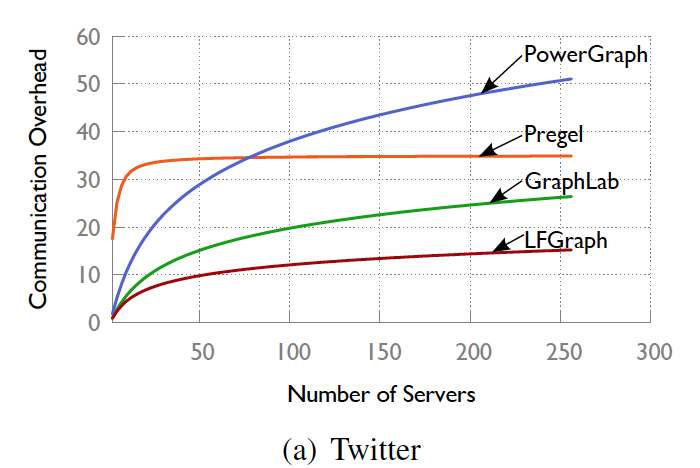 60
50
40
30
20
10
0
Communication Overhead
PowerGraph
Pregel
GraphLab
LFGraph
50 100 150 200 250 300
Number of Servers
(a) Twitter